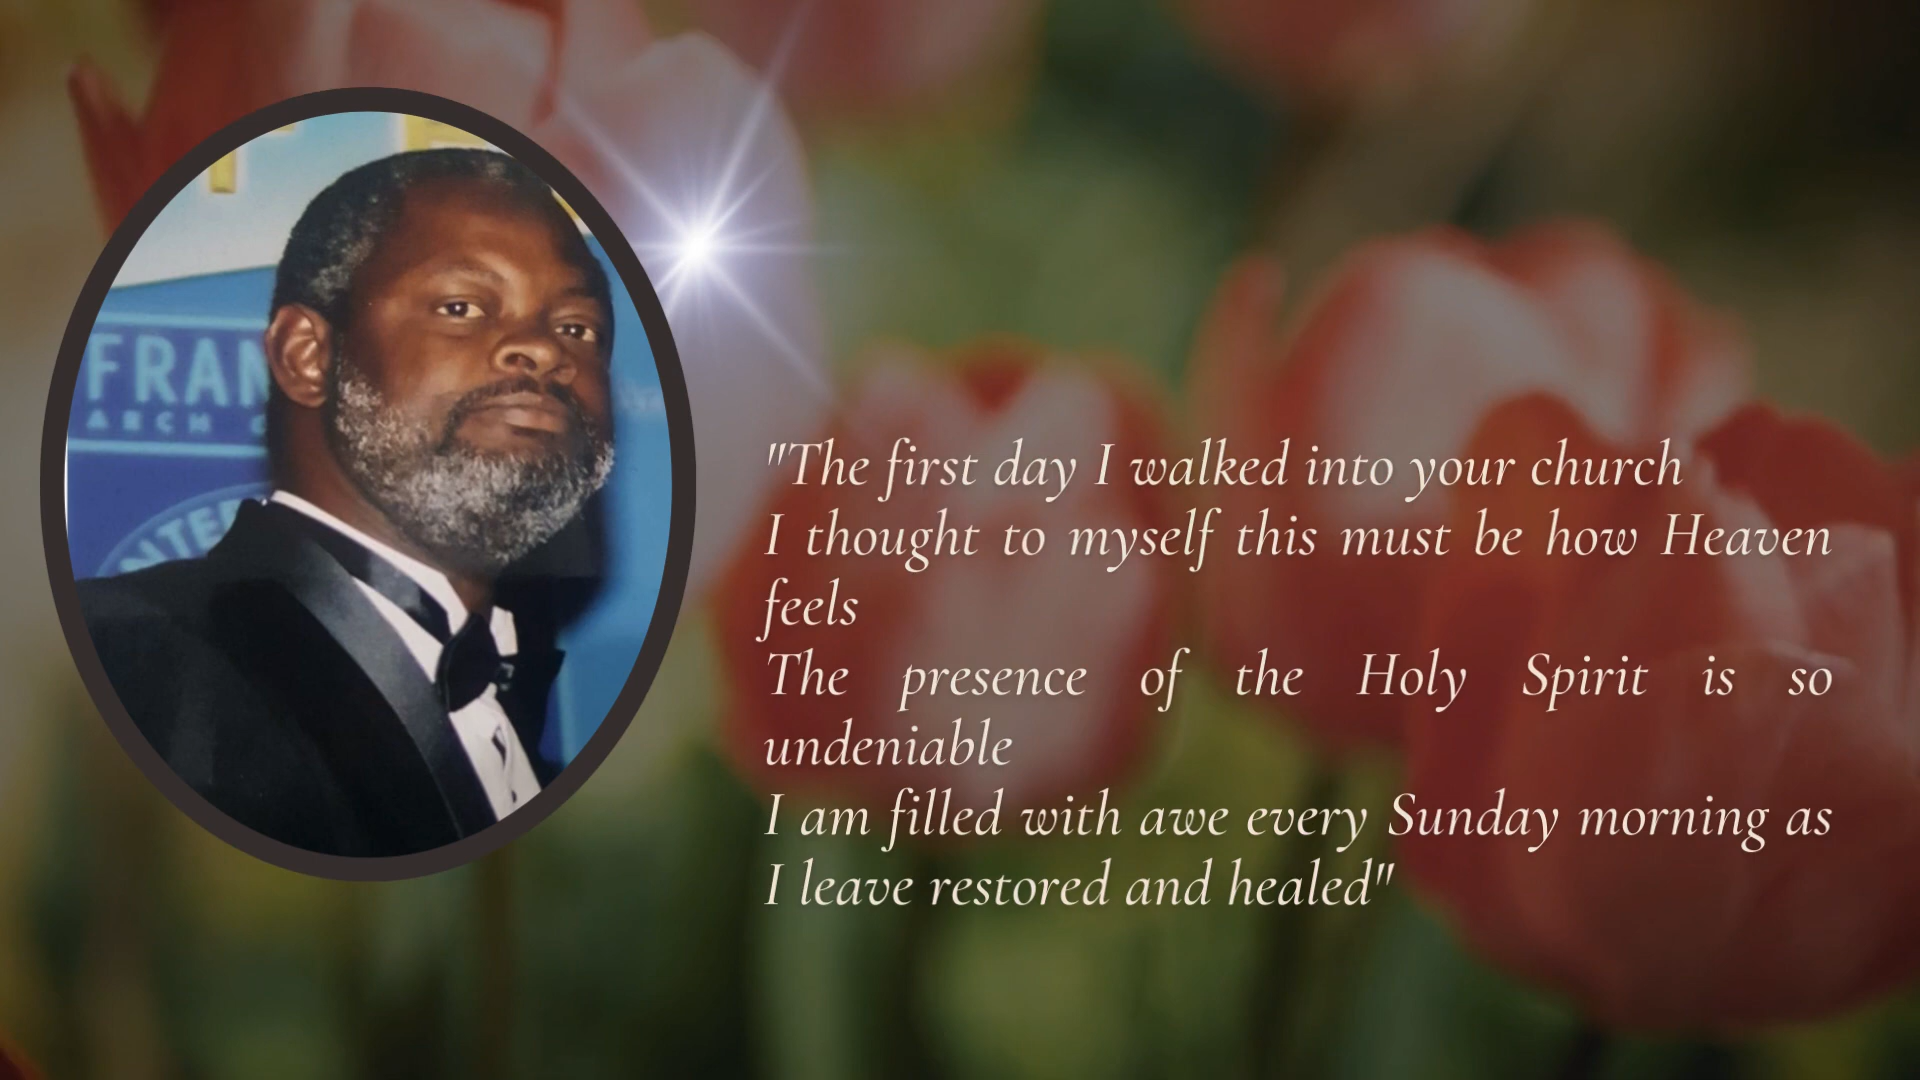 FRAN
ARCH
NTE
"The first day I walked into your church
I thought to myself this must be how Heaven
feels
The presence of the Holy Spirit is so
undeniable
I am filled with awe every Sunday morning as
I leave restored and healed"